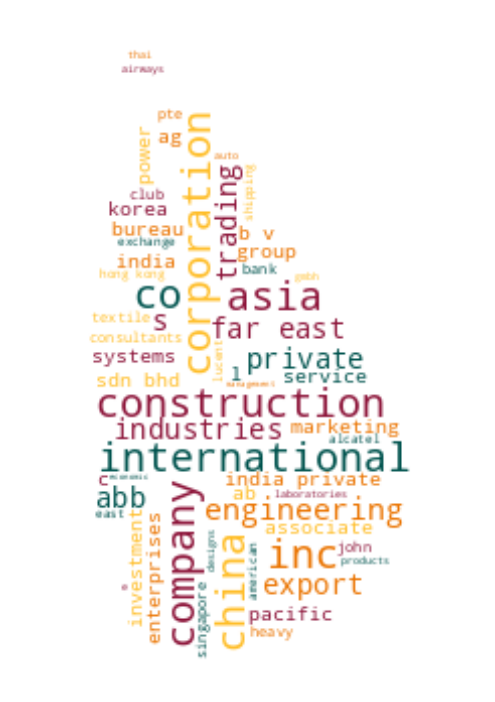 thai
airways
pte
ag
power
corporation
auto
trading
shipping
club
korea
bureau
exchange
b v
group
india
bank
hong kong
gmbh
co
asia
textile
s
far east
consultants
systems
lucent
l
private
service
sdn bhd
management
construction
industries
marketing
alcatel
international
c
economic
india private
abb
ab
laboratories
east
company
engineering
investment
enterprises
associate
designs
china
american
inc
john
products
singapore
export
pacific
heavy